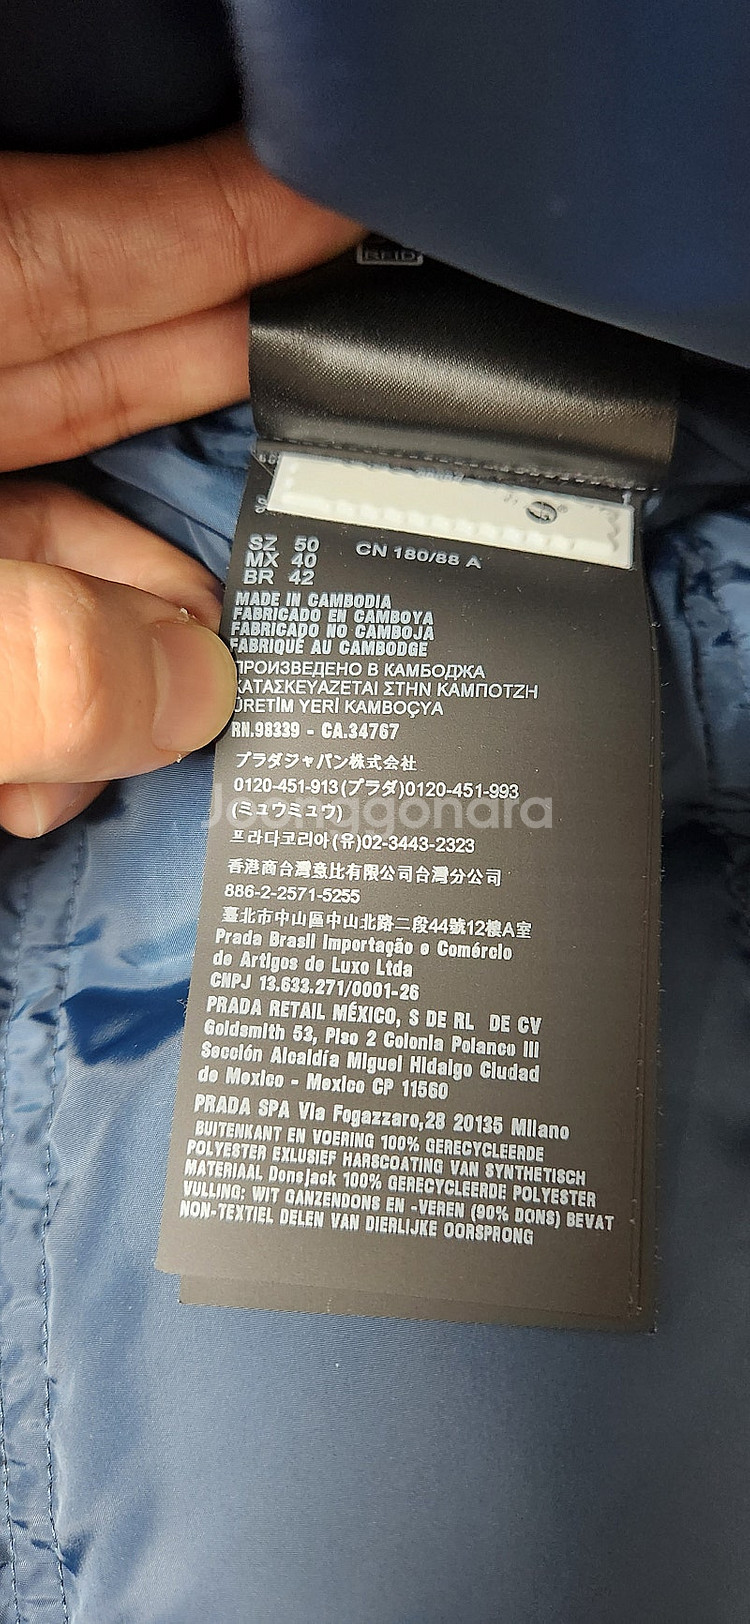 RFID
SZ 50
CN 180/88 A
MX 40
BR 42
MADE IN CAMBODIA
FABRICADO EN CAMBOYA
FABRICADO NO CAMBOJA
FABRIQUÉ AU CAMBODGE
ПРОИЗВЕДЕНО В КАМБОДЖА
ΚΑΤΑΣΚΕΥΑΖΕΤΑΙ ΣΤΗΝ ΚΑΜΠΟΤΖΗ
ÜRETİM YERİ KAMBOÇYA
RN.98339 - CA.34767
プラダジャパン株式会社
0120-451-913(プラダ)0120-451-993
(ミュウミュウ)
Joonggonara
프라다코리아(유)02-3443-2323
香港商台灣意比有限公司台灣分公司
886-2-2571-5255
臺北市中山區中山北路二段44號12樓A室
Prada Brasil Importação e Comércio
de Artigos de Luxo Ltda
CNPJ 13.633.271/0001-26
PRADA RETAIL MÉXICO, S DE RL DE CV
Goldsmith 53, Piso 2 Colonia Polanco III
Sección Alcaldía Miguel Hidalgo Ciudad
de Mexico - Mexico CP 11560
PRADA SPA Via Fogazzaro,28 20135 Milano
BUITENKANT EN VOERING 100% GERECYCLEERDE
POLYESTER EXLUSIEF HARSCOATING VAN SYNTHETISCH
MATERIAAL Donsjack 100% GERECYCLEERDE POLYESTER
VULLING: WIT GANZENDONS EN -VEREN (90% DONS) BEVAT
NON-TEXTIEL DELEN VAN DIERLIJKE OORSPRONG